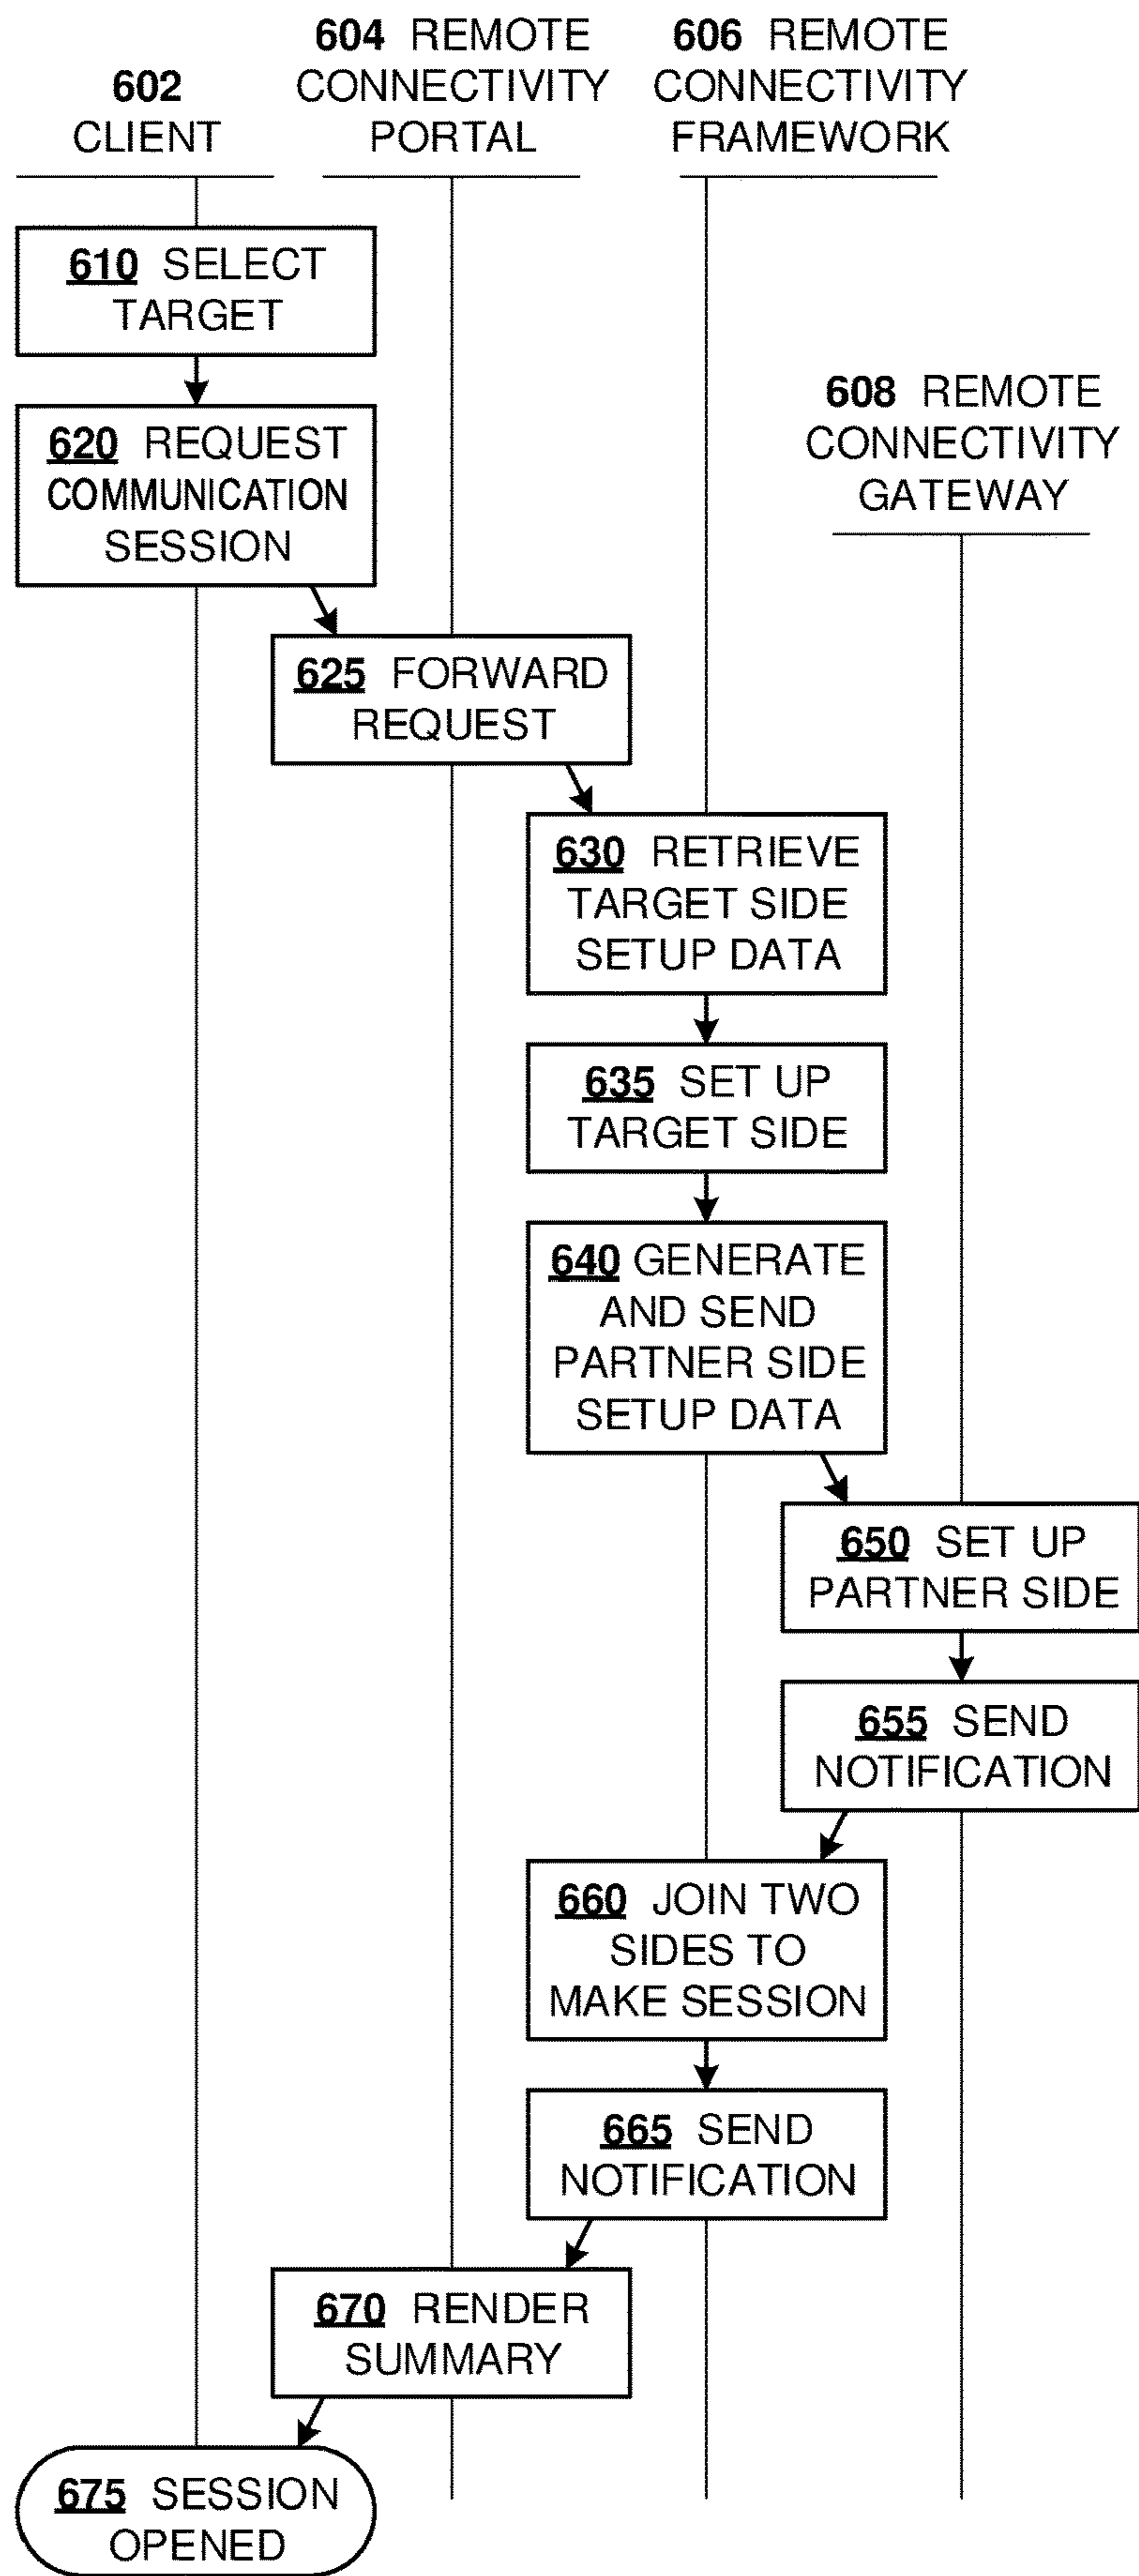 602
CLIENT
604 REMOTE
CONNECTIVITY
PORTAL
606 REMOTE
CONNECTIVITY
FRAMEWORK
610 SELECT
TARGET
608 REMOTE
CONNECTIVITY
GATEWAY
620 REQUEST
COMMUNICATION
SESSION
625 FORWARD
REQUEST
630 RETRIEVE
TARGET SIDE
SETUP DATA
635 SET UP
TARGET SIDE
640 GENERATE
AND SEND
PARTNER SIDE
SETUP DATA
650 SET UP
PARTNER SIDE
655 SEND
NOTIFICATION
660 JOIN TWO
SIDES TO
MAKE SESSION
665 SEND
NOTIFICATION
670 RENDER
SUMMARY
675 SESSION
OPENED